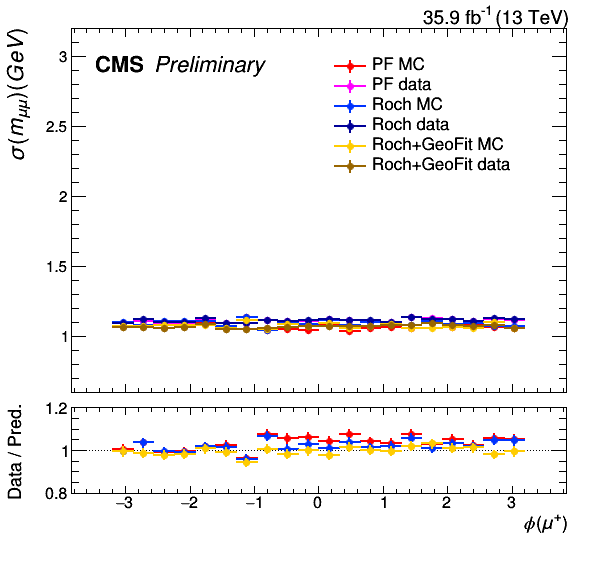 35.9 fb⁻¹ (13 TeV)
CMS Preliminary
σ(m_μμ)(GeV)
3
2.5
2
1.5
1
PF MC
PF data
Roch MC
Roch data
Roch+GeoFit MC
Roch+GeoFit data
Data / Pred.
1.2
1
0.8
−3 −2 −1 0 1 2 3
ϕ(μ⁺)